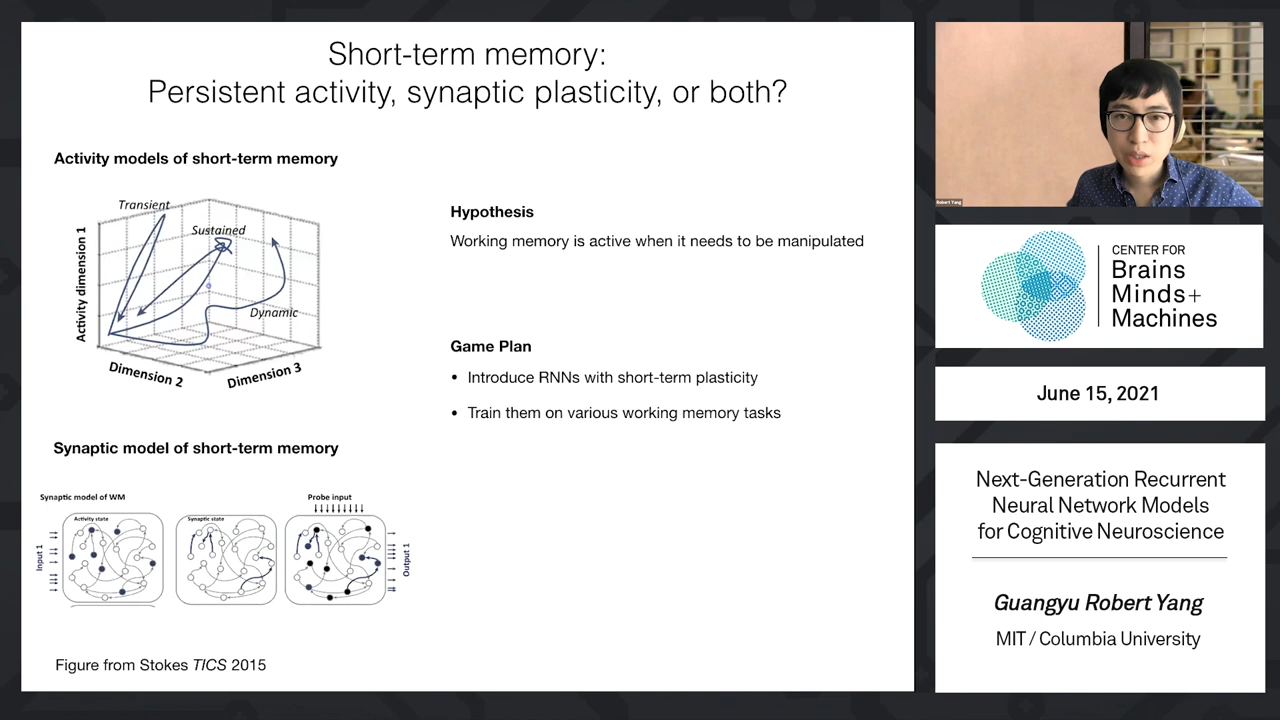 Short-term memory:
Persistent activity, synaptic plasticity, or both?
Activity models of short-term memory
Transient
Sustained
Dynamic
Activity dimension 1
Dimension 2
Dimension 3
Synaptic model of short-term memory
Synaptic model of WM
Probe input
Activity state
Synaptic state
Input 1
Output 1
Figure from Stokes TICS 2015
Hypothesis
Working memory is active when it needs to be manipulated
Game Plan
• Introduce RNNs with short-term plasticity
• Train them on various working memory tasks
Robert Yang
CENTER FOR
Brains
Minds+
Machines
June 15, 2021
Next-Generation Recurrent
Neural Network Models
for Cognitive Neuroscience
Guangyu Robert Yang
MIT / Columbia University